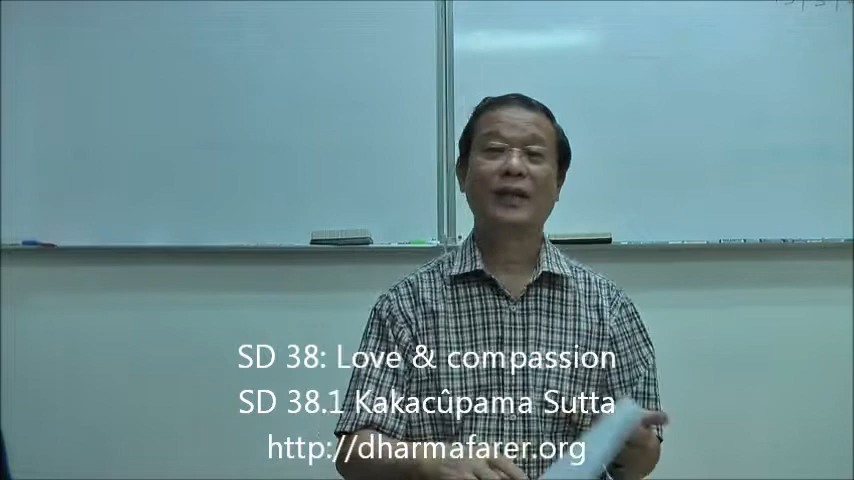 SD 38: Love & compassion
SD 38.1 Kakacûpama Sutta
http://dharmafarer.org